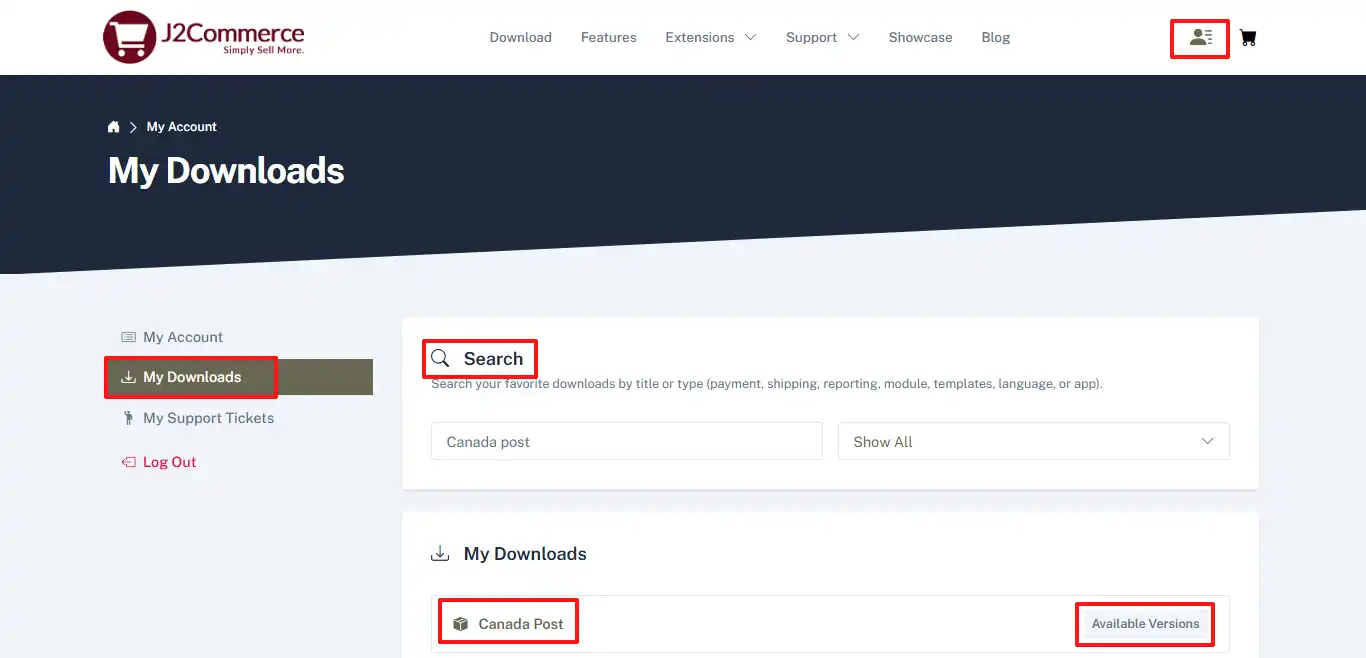 J2Commerce
Simply Sell More.
Download Features Extensions Support Showcase Blog
My Account
My Downloads
My Account
My Downloads
My Support Tickets
Log Out
Search
Search your favorite downloads by title or type (payment, shipping, reporting, module, templates, language, or app).
Canada post
Show All
My Downloads
Canada Post
Available Versions